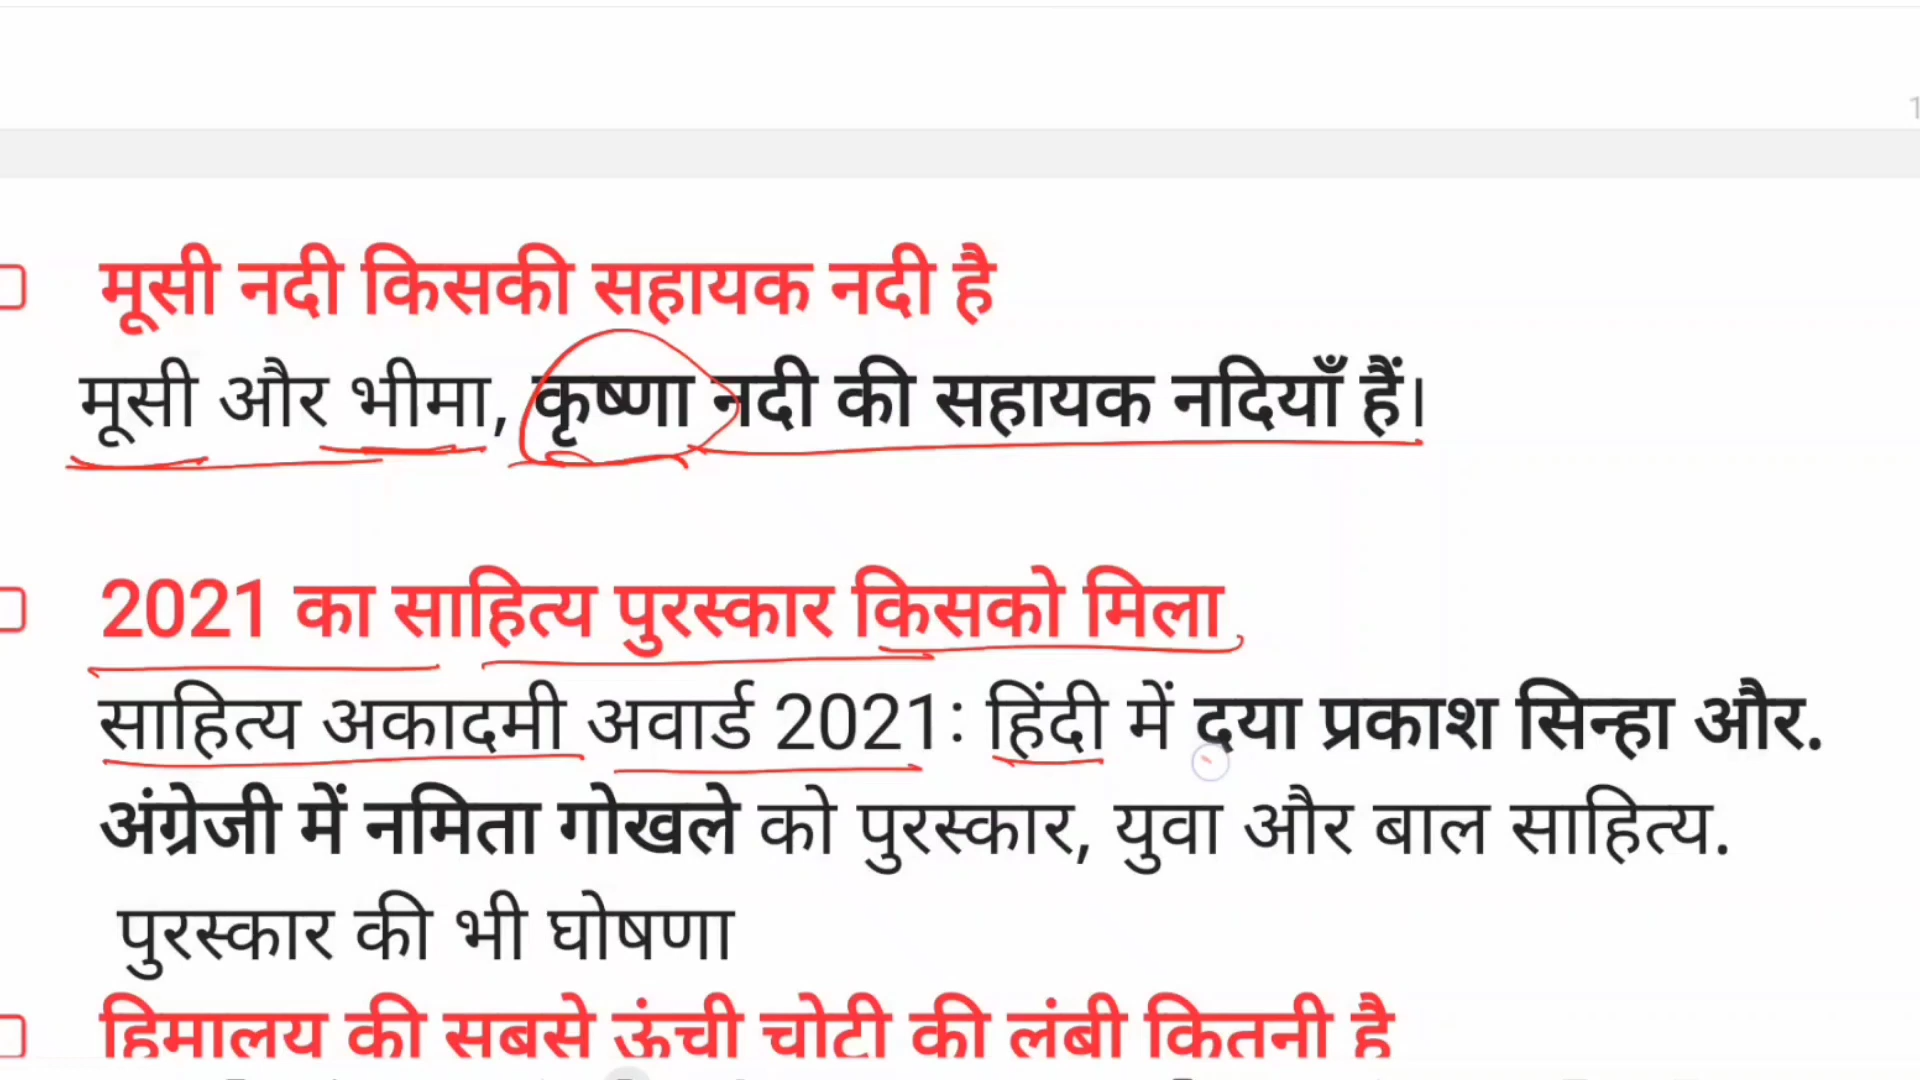 मूसी नदी किसकी सहायक नदी है
मूसी और भीमा, कृष्णा नदी की सहायक नदियाँ हैं।
2021 का साहित्य पुरस्कार किसको मिला
साहित्य अकादमी अवार्ड 2021: हिंदी में दया प्रकाश सिन्हा और.
अंग्रेजी में नमिता गोखले को पुरस्कार, युवा और बाल साहित्य.
पुरस्कार की भी घोषणा
हिमालय की सबसे ऊंची चोटी की लंबी कितनी है